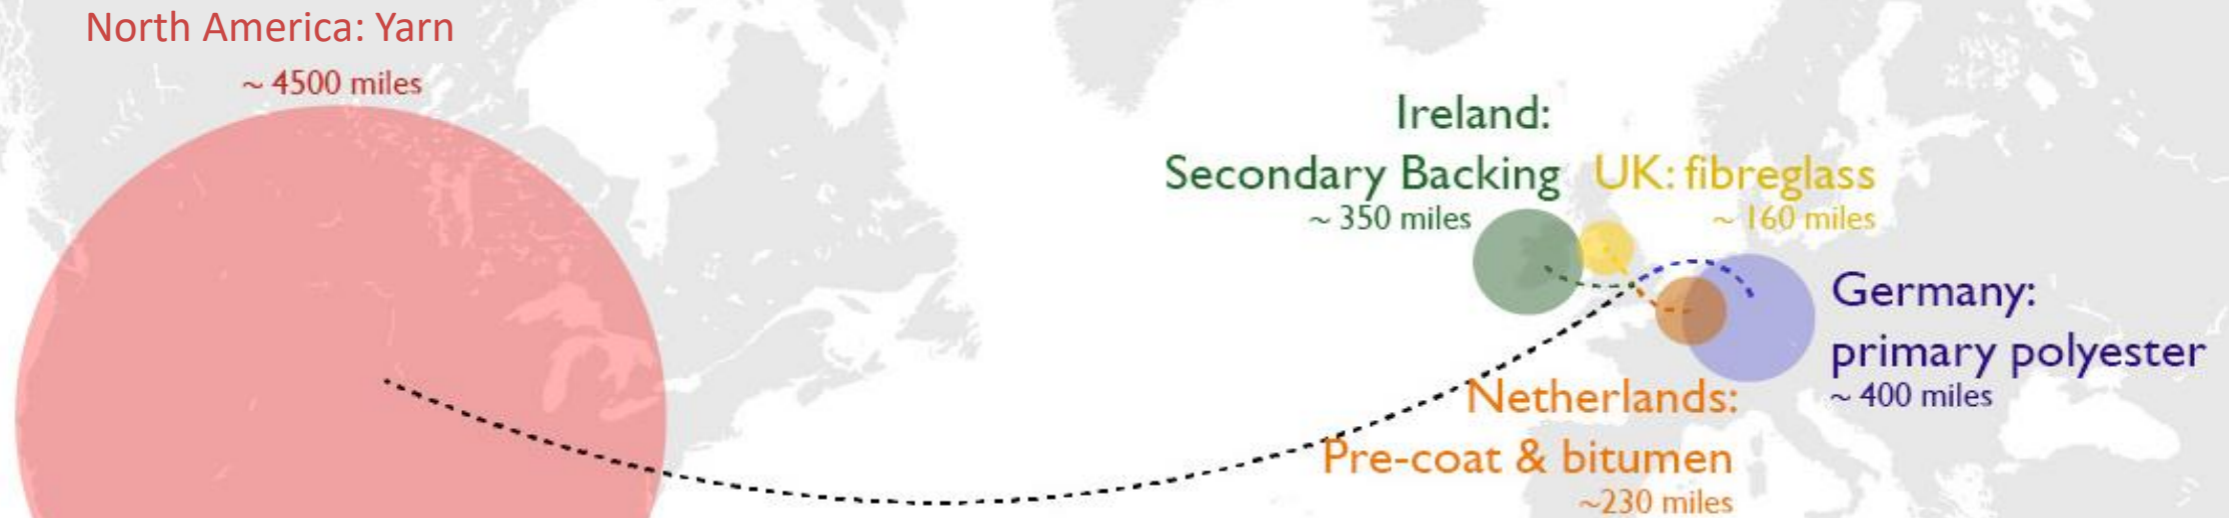 North America: Yarn
~ 4500 miles
Ireland:
Secondary Backing
~ 350 miles
UK: fibreglass
~ 160 miles
Germany:
primary polyester
~ 400 miles
Netherlands:
Pre-coat & bitumen
~230 miles